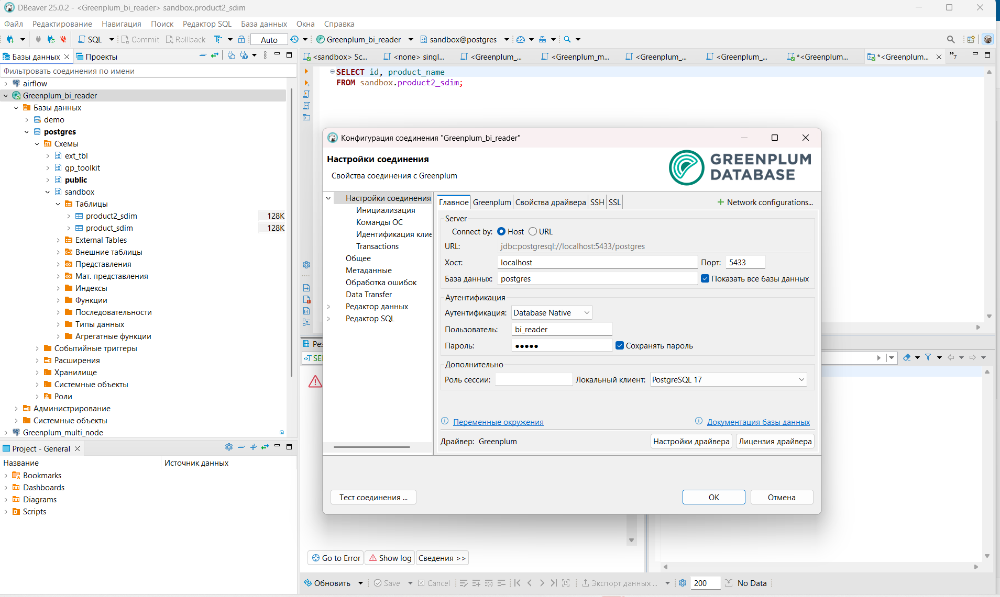 DBeaver 25.0.2 - <Greenplum_bi_reader> sandbox.product2_sdim
Файл Редактирование Навигация Поиск Редактор SQL База данных Окна Справка
SQL Commit Rollback Auto Greenplum_bi_reader sandbox@postgres
Базы данных Проекты
<sandbox> Sc... <none> singl... <Greenplum_... <Greenplum_m... <Greenplum_... <Greenplum_... *<Greenplum... *<Greenplum... »7
Фильтровать соединения по имени
airflow
Greenplum_bi_reader
Базы данных
demo
postgres
Схемы
ext_tbl
gp_toolkit
public
sandbox
Таблицы
product2_sdim 128K
product_sdim 128K
External Tables
Внешние таблицы
Представления
Мат. представления
Индексы
Функции
Последовательности
Типы данных
Агрегатные функции
Событийные триггеры
Расширения
Хранилище
Системные объекты
Роли
Администрирование
Системные объекты
Greenplum_multi_node
Project - General
Название Источник данных
Bookmarks
Dashboards
Diagrams
Scripts
SELECT id, product_name
FROM sandbox.product2_sdim;
Конфигурация соединения "Greenplum_bi_reader"
Настройки соединения
Свойства соединения с Greenplum
GREENPLUM
DATABASE
Настройки соединения
Инициализация
Команды ОС
Идентификация клие
Transactions
Общее
Метаданные
Обработка ошибок
Data Transfer
Редактор данных
Редактор SQL
Главное Greenplum Свойства драйвера SSH SSL Network configurations...
Server
Connect by: Host URL
URL: jdbc:postgresql://localhost:5433/postgres
Хост: localhost Порт: 5433
База данных: postgres Показать все базы данных
Аутентификация
Аутентификация: Database Native
Пользователь: bi_reader
Пароль: ●●●●● Сохранять пароль
Дополнительно
Роль сессии: Локальный клиент: PostgreSQL 17
Переменные окружения Документация базы данных
Драйвер: Greenplum Настройки драйвера Лицензия драйвера
Тест соединения ... ОК Отмена
Рез
SE
Go to Error Show log Сведения >>
Обновить Save Cancel Экспорт данных ... 200 No Data